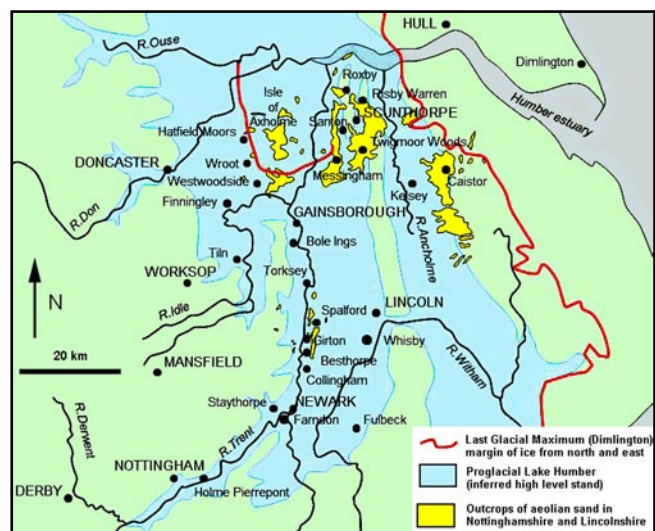 HULL
R.Ouse
Dimlington
Roxby
Isle of
Axholme
Risby Warren
SCUNTHORPE
Santon
Humber estuary
Hatfield Moors
Twigmoor Woods
DONCASTER
Wroot
Messingham
Westwoodside
Caistor
Kelsey
R.Don
Finningley
GAINSBOROUGH
R.Ancholme
Bole Ings
Tiln
WORKSOP
Torksey
N
LINCOLN
R.Idle
Spalford
20 km
Girton
Whisby
MANSFIELD
Besthorpe
R.Witham
Collingham
R.Derwent
Staythorpe
NEWARK
Farndon
Fulbeck
R.Trent
NOTTINGHAM
Holme Pierrepont
DERBY
Last Glacial Maximum (Dimlington)
margin of ice from north and east
Proglacial Lake Humber
(inferred high level stand)
Outcrops of aeolian sand in
Nottinghamshire and Lincolnshire